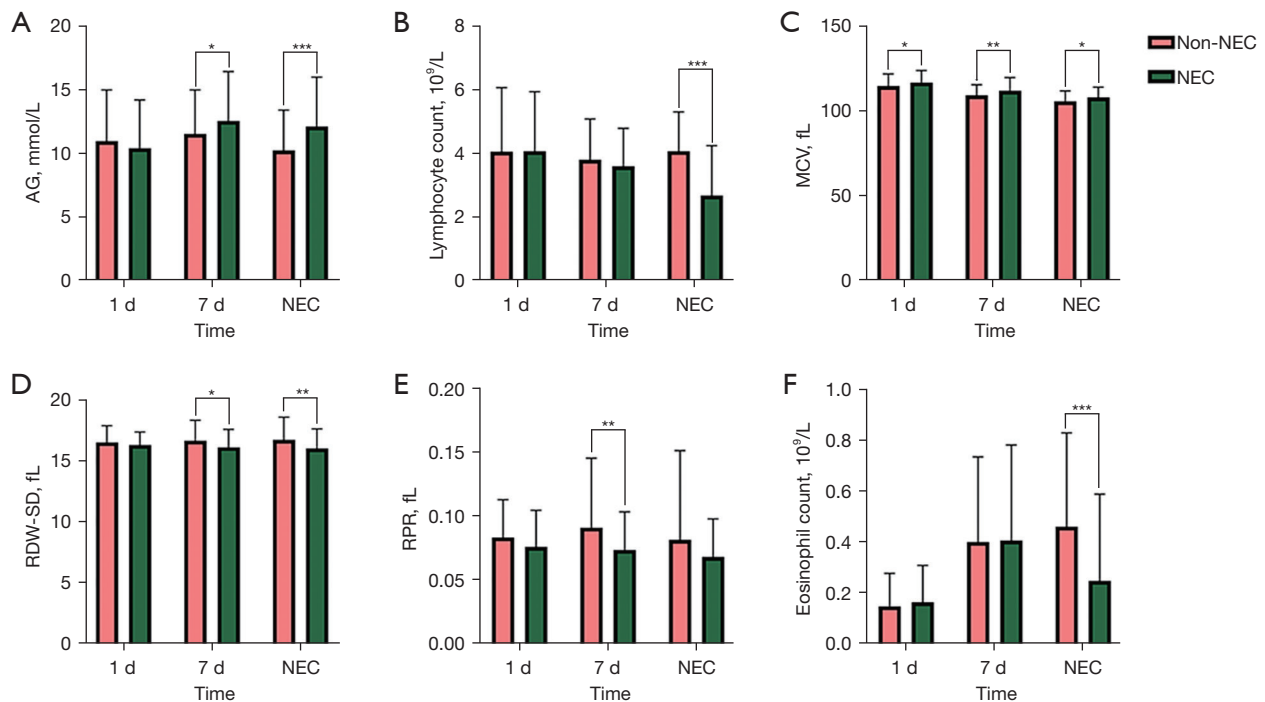 A
AG, mmol/L
20
15
10
5
0
*
***
1 d 7 d NEC
Time
B
Lymphocyte count, 10⁹/L
8
6
4
2
0
***
1 d 7 d NEC
Time
C
MCV, fL
150
100
50
0
*
**
*
1 d 7 d NEC
Time
Non-NEC
NEC
D
RDW-SD, fL
20
15
10
5
0
*
**
1 d 7 d NEC
Time
E
RPR, fL
0.20
0.15
0.10
0.05
0.00
**
1 d 7 d NEC
Time
F
Eosinophil count, 10⁹/L
1.0
0.8
0.6
0.4
0.2
0.0
***
1 d 7 d NEC
Time